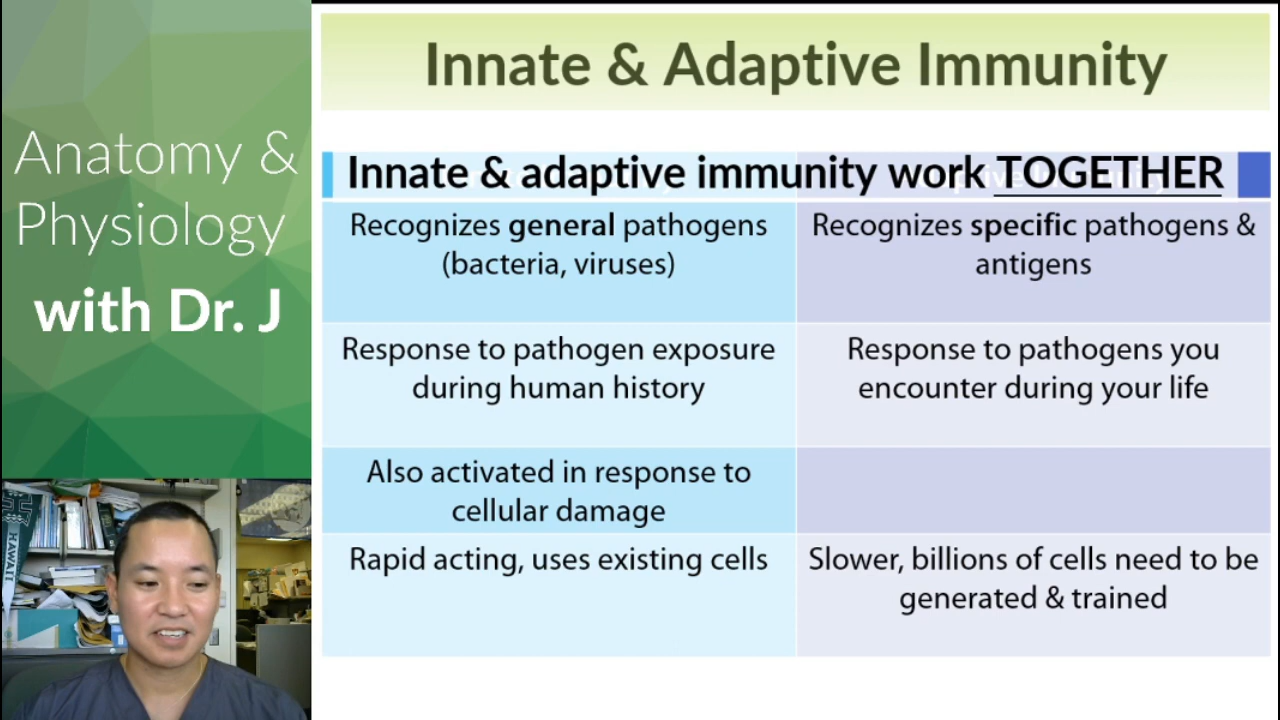 Anatomy &
Physiology
with Dr. J
Innate & Adaptive Immunity
Innate & adaptive immunity work TOGETHER
Recognizes general pathogens
(bacteria, viruses)
Recognizes specific pathogens &
antigens
Response to pathogen exposure
during human history
Response to pathogens you
encounter during your life
Also activated in response to
cellular damage
Rapid acting, uses existing cells
Slower, billions of cells need to be
generated & trained
HAWAII